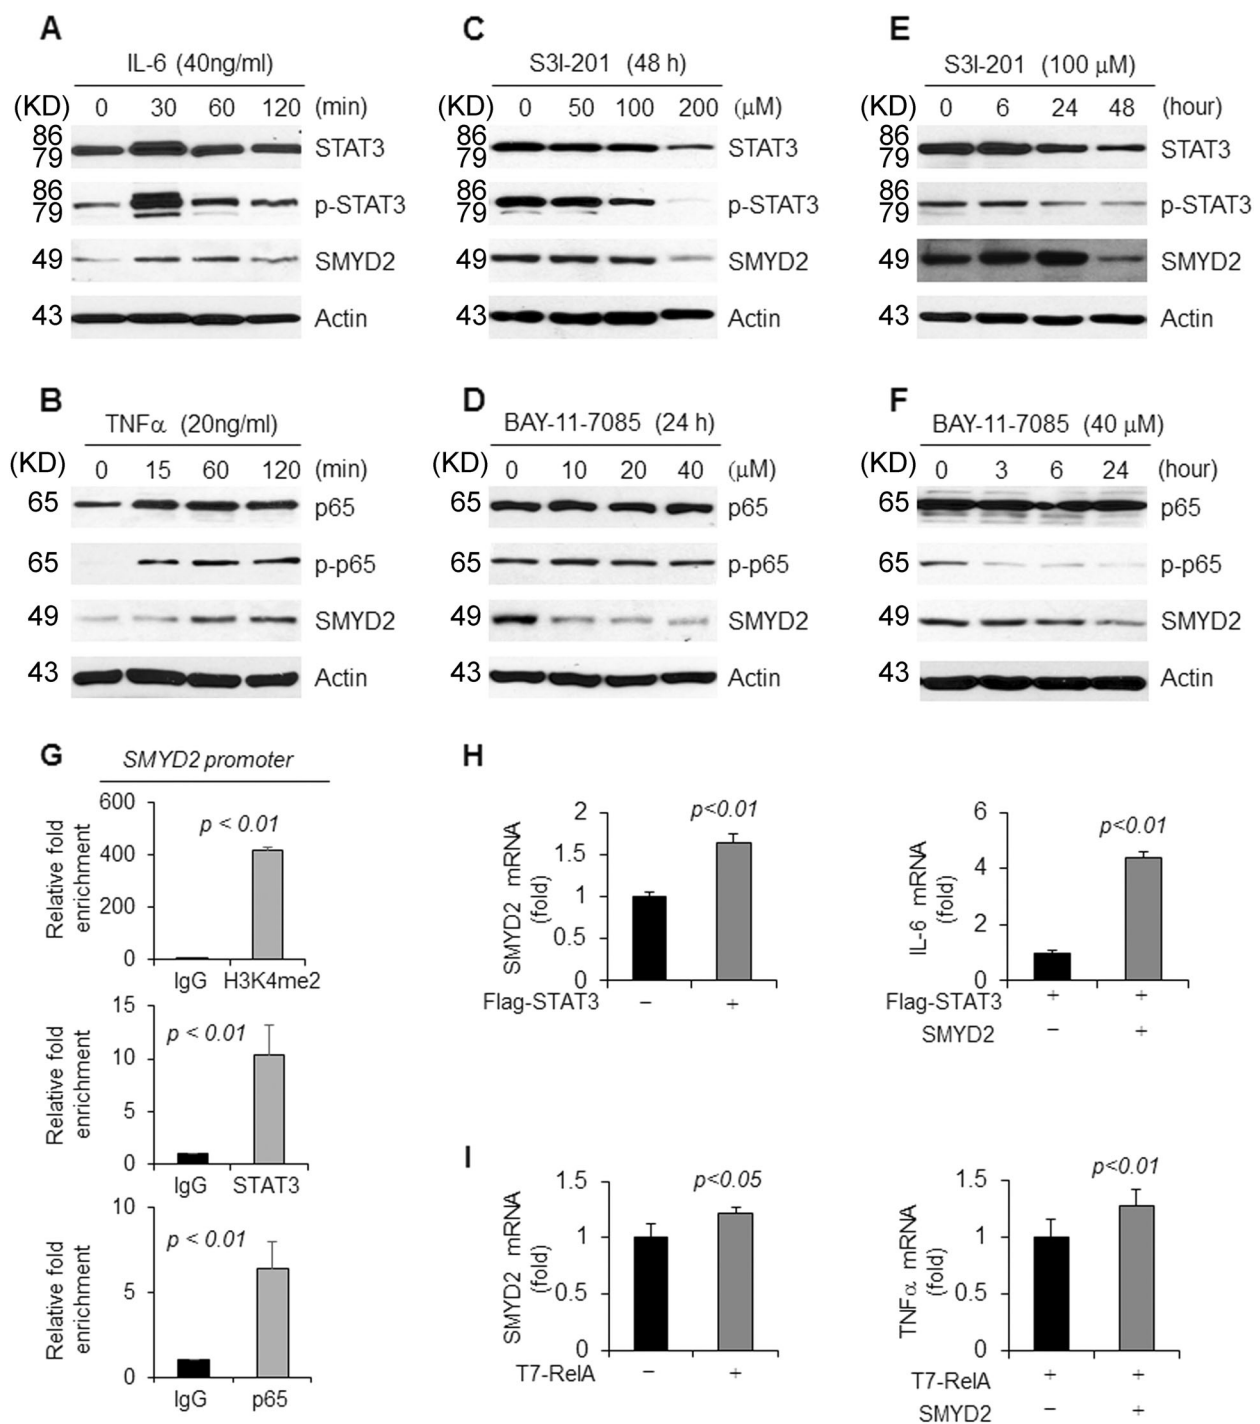 A
IL-6 (40ng/ml)
(KD) 0 30 60 120 (min)
86
79 STAT3
86
79 p-STAT3
49 SMYD2
43 Actin
B
TNFα (20ng/ml)
(KD) 0 15 60 120 (min)
65 p65
65 p-p65
49 SMYD2
43 Actin
C
S3I-201 (48 h)
(KD) 0 50 100 200 (µM)
86
79 STAT3
86
79 p-STAT3
49 SMYD2
43 Actin
D
BAY-11-7085 (24 h)
(KD) 0 10 20 40 (µM)
65 p65
65 p-p65
49 SMYD2
43 Actin
E
S3I-201 (100 µM)
(KD) 0 6 24 48 (hour)
86
79 STAT3
86
79 p-STAT3
49 SMYD2
43 Actin
F
BAY-11-7085 (40 µM)
(KD) 0 3 6 24 (hour)
65 p65
65 p-p65
49 SMYD2
43 Actin
G
SMYD2 promoter
Relative fold
enrichment
600
400
200
0
p < 0.01
IgG H3K4me2
Relative fold
enrichment
15
10
5
0
p < 0.01
IgG STAT3
Relative fold
enrichment
10
5
0
p < 0.01
IgG p65
H
SMYD2 mRNA
(fold)
2
1.5
1
0.5
0
p<0.01
Flag-STAT3 − +
IL-6 mRNA
(fold)
6
4
2
0
p<0.01
Flag-STAT3 + +
SMYD2 − +
I
SMYD2 mRNA
(fold)
1.5
1
0.5
0
p<0.05
T7-RelA − +
TNFα mRNA
(fold)
1.5
1
0.5
0
p<0.01
T7-RelA + +
SMYD2 − +